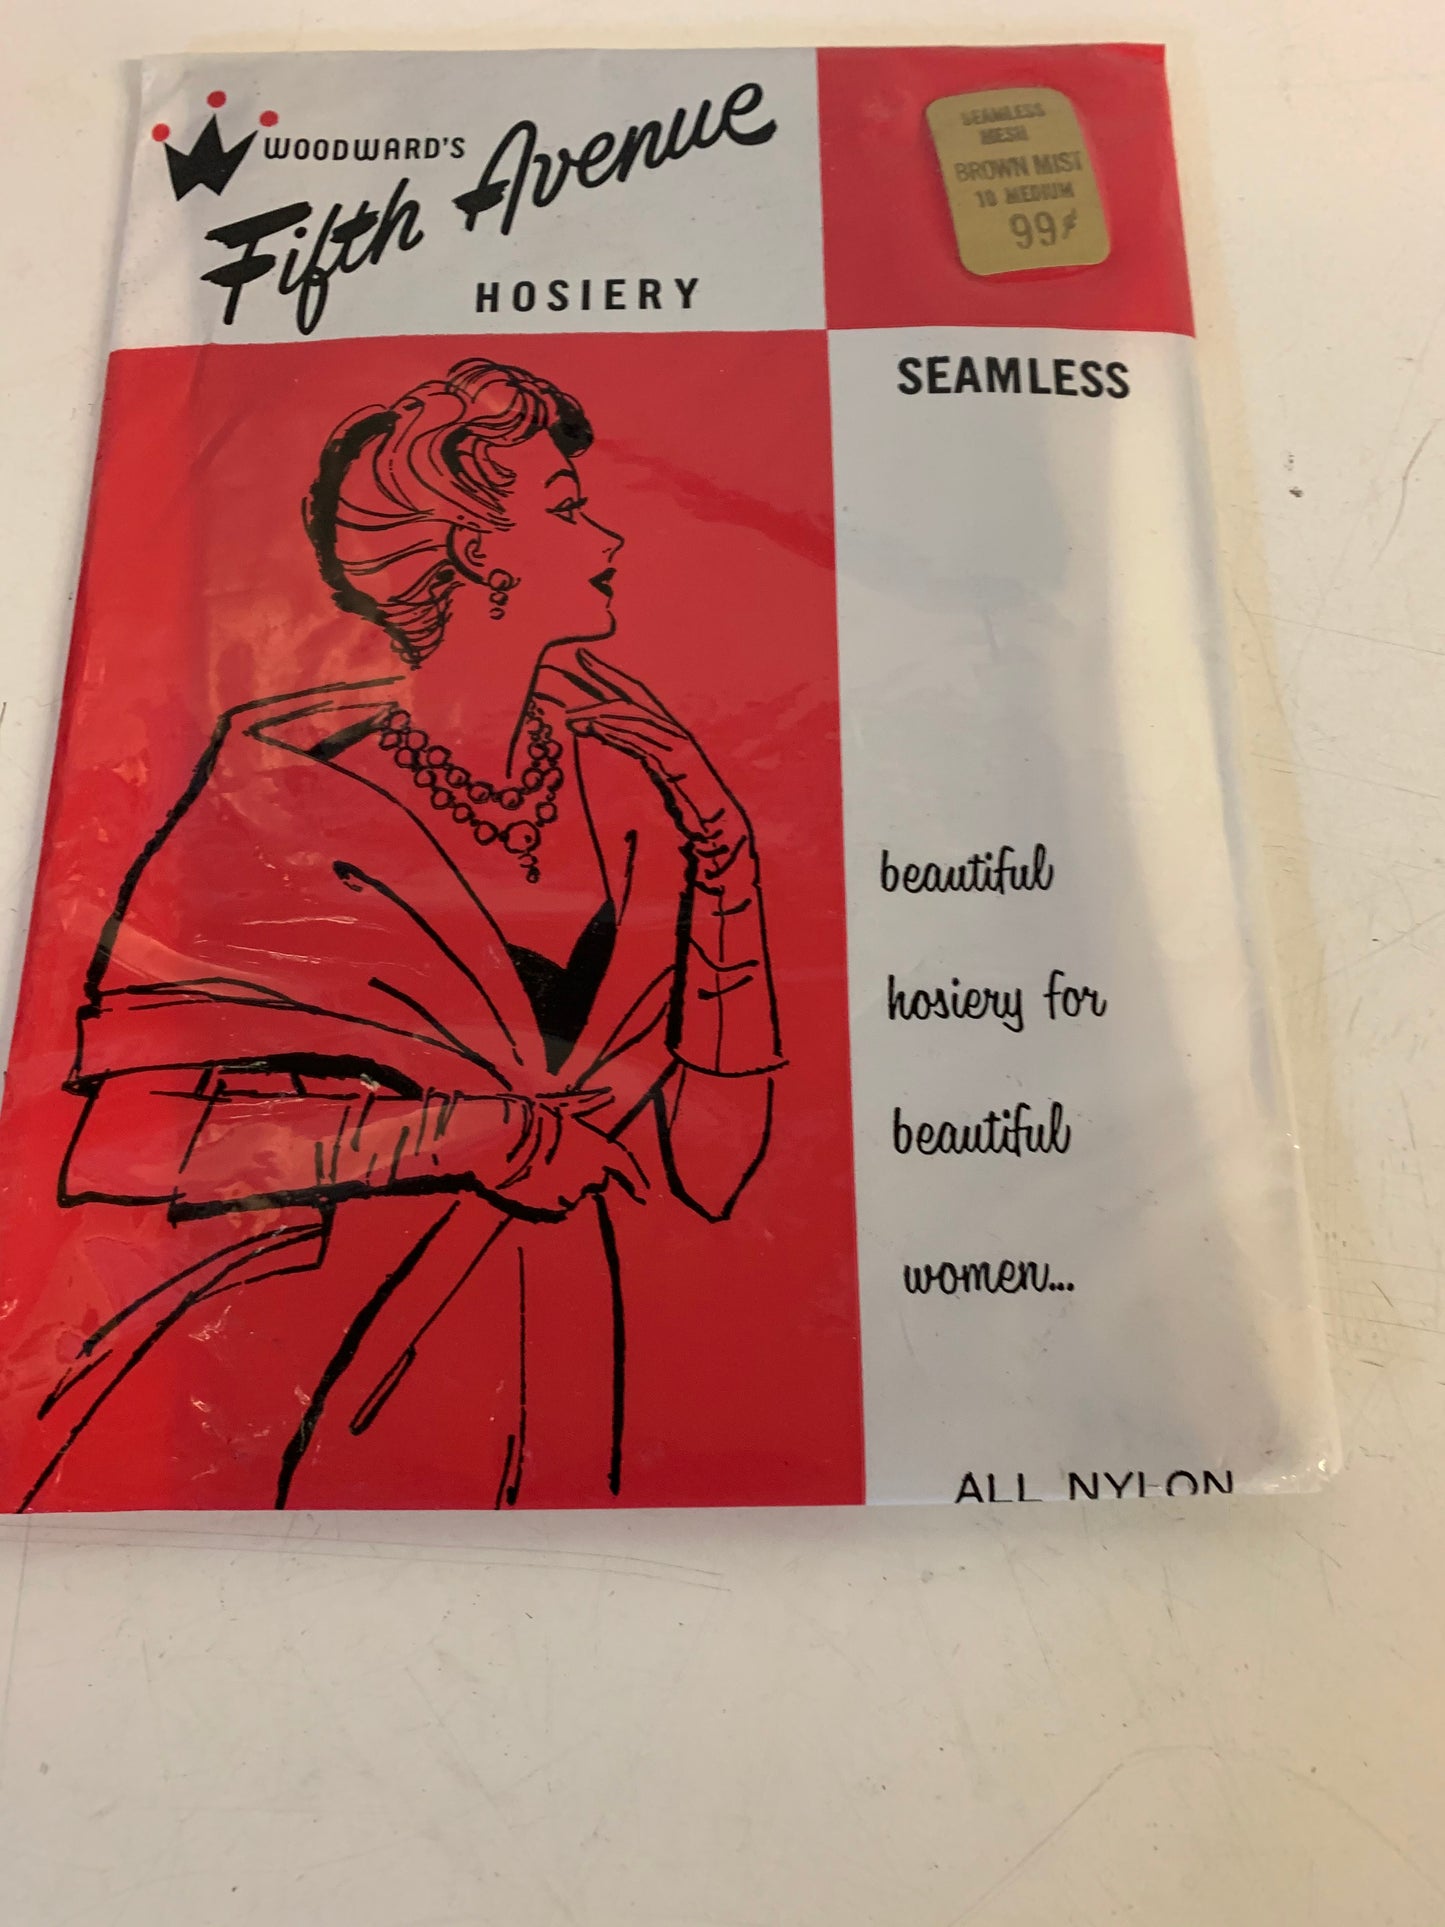 WOODWARD'S
Fifth Avenue
HOSIERY
SEAMLESS
MESH
BROWN MIST
10 MEDIUM
99¢
SEAMLESS
beautiful
hosiery for
beautiful
women...
ALL NYLON